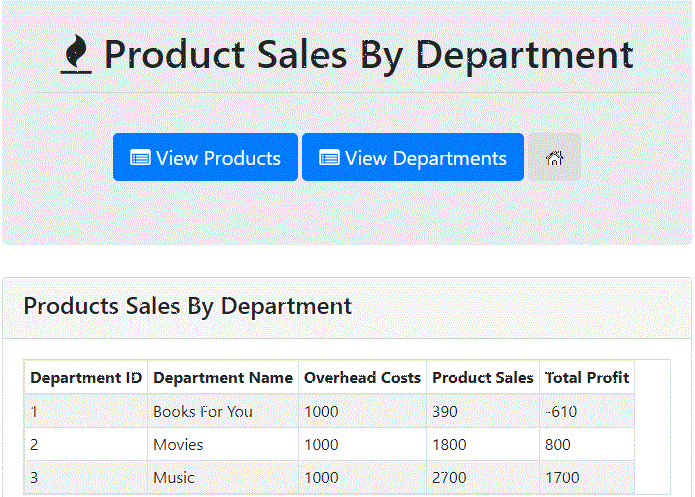 Product Sales By Department
View Products View Departments
Products Sales By Department
Department ID Department Name Overhead Costs Product Sales Total Profit
1 Books For You 1000 390 -610
2 Movies 1000 1800 800
3 Music 1000 2700 1700